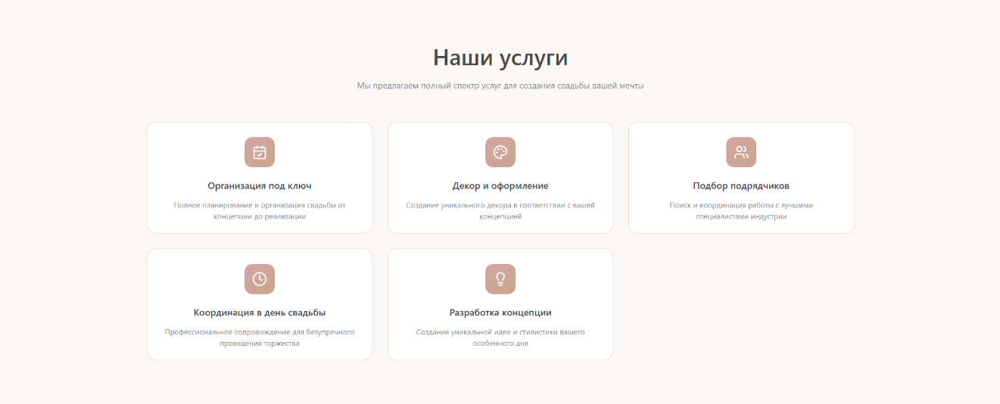 Наши услуги
Мы предлагаем полный спектр услуг для создания свадьбы вашей мечты
Организация под ключ
Полное планирование и организация свадьбы от
концепции до реализации
Декор и оформление
Создание уникального декора в соответствии с вашей
концепцией
Подбор подрядчиков
Поиск и координация работы с лучшими
специалистами индустрии
Координация в день свадьбы
Профессиональное сопровождение для безупречного
проведения торжества
Разработка концепции
Создание уникальной идеи и стилистики вашего
особенного дня